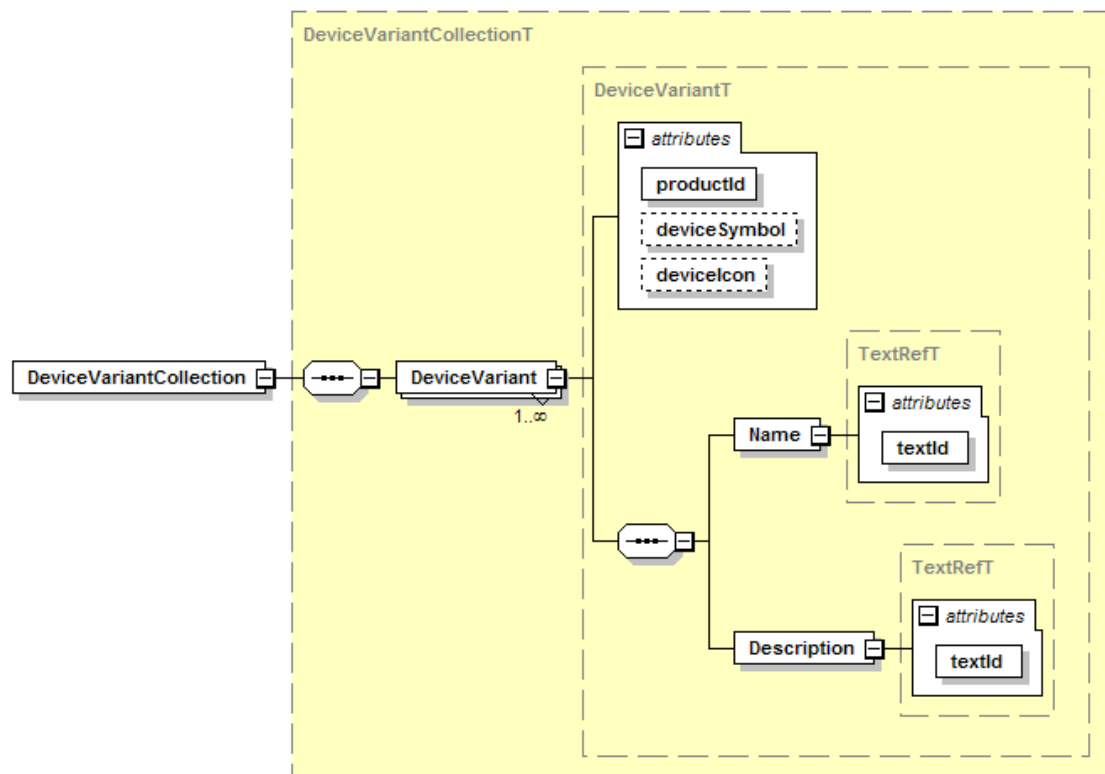 DeviceVariantCollectionT
DeviceVariantT
attributes
productId
deviceSymbol
deviceIcon
DeviceVariantCollection
DeviceVariant
1..∞
TextRefT
attributes
Name
textId
TextRefT
attributes
Description
textId